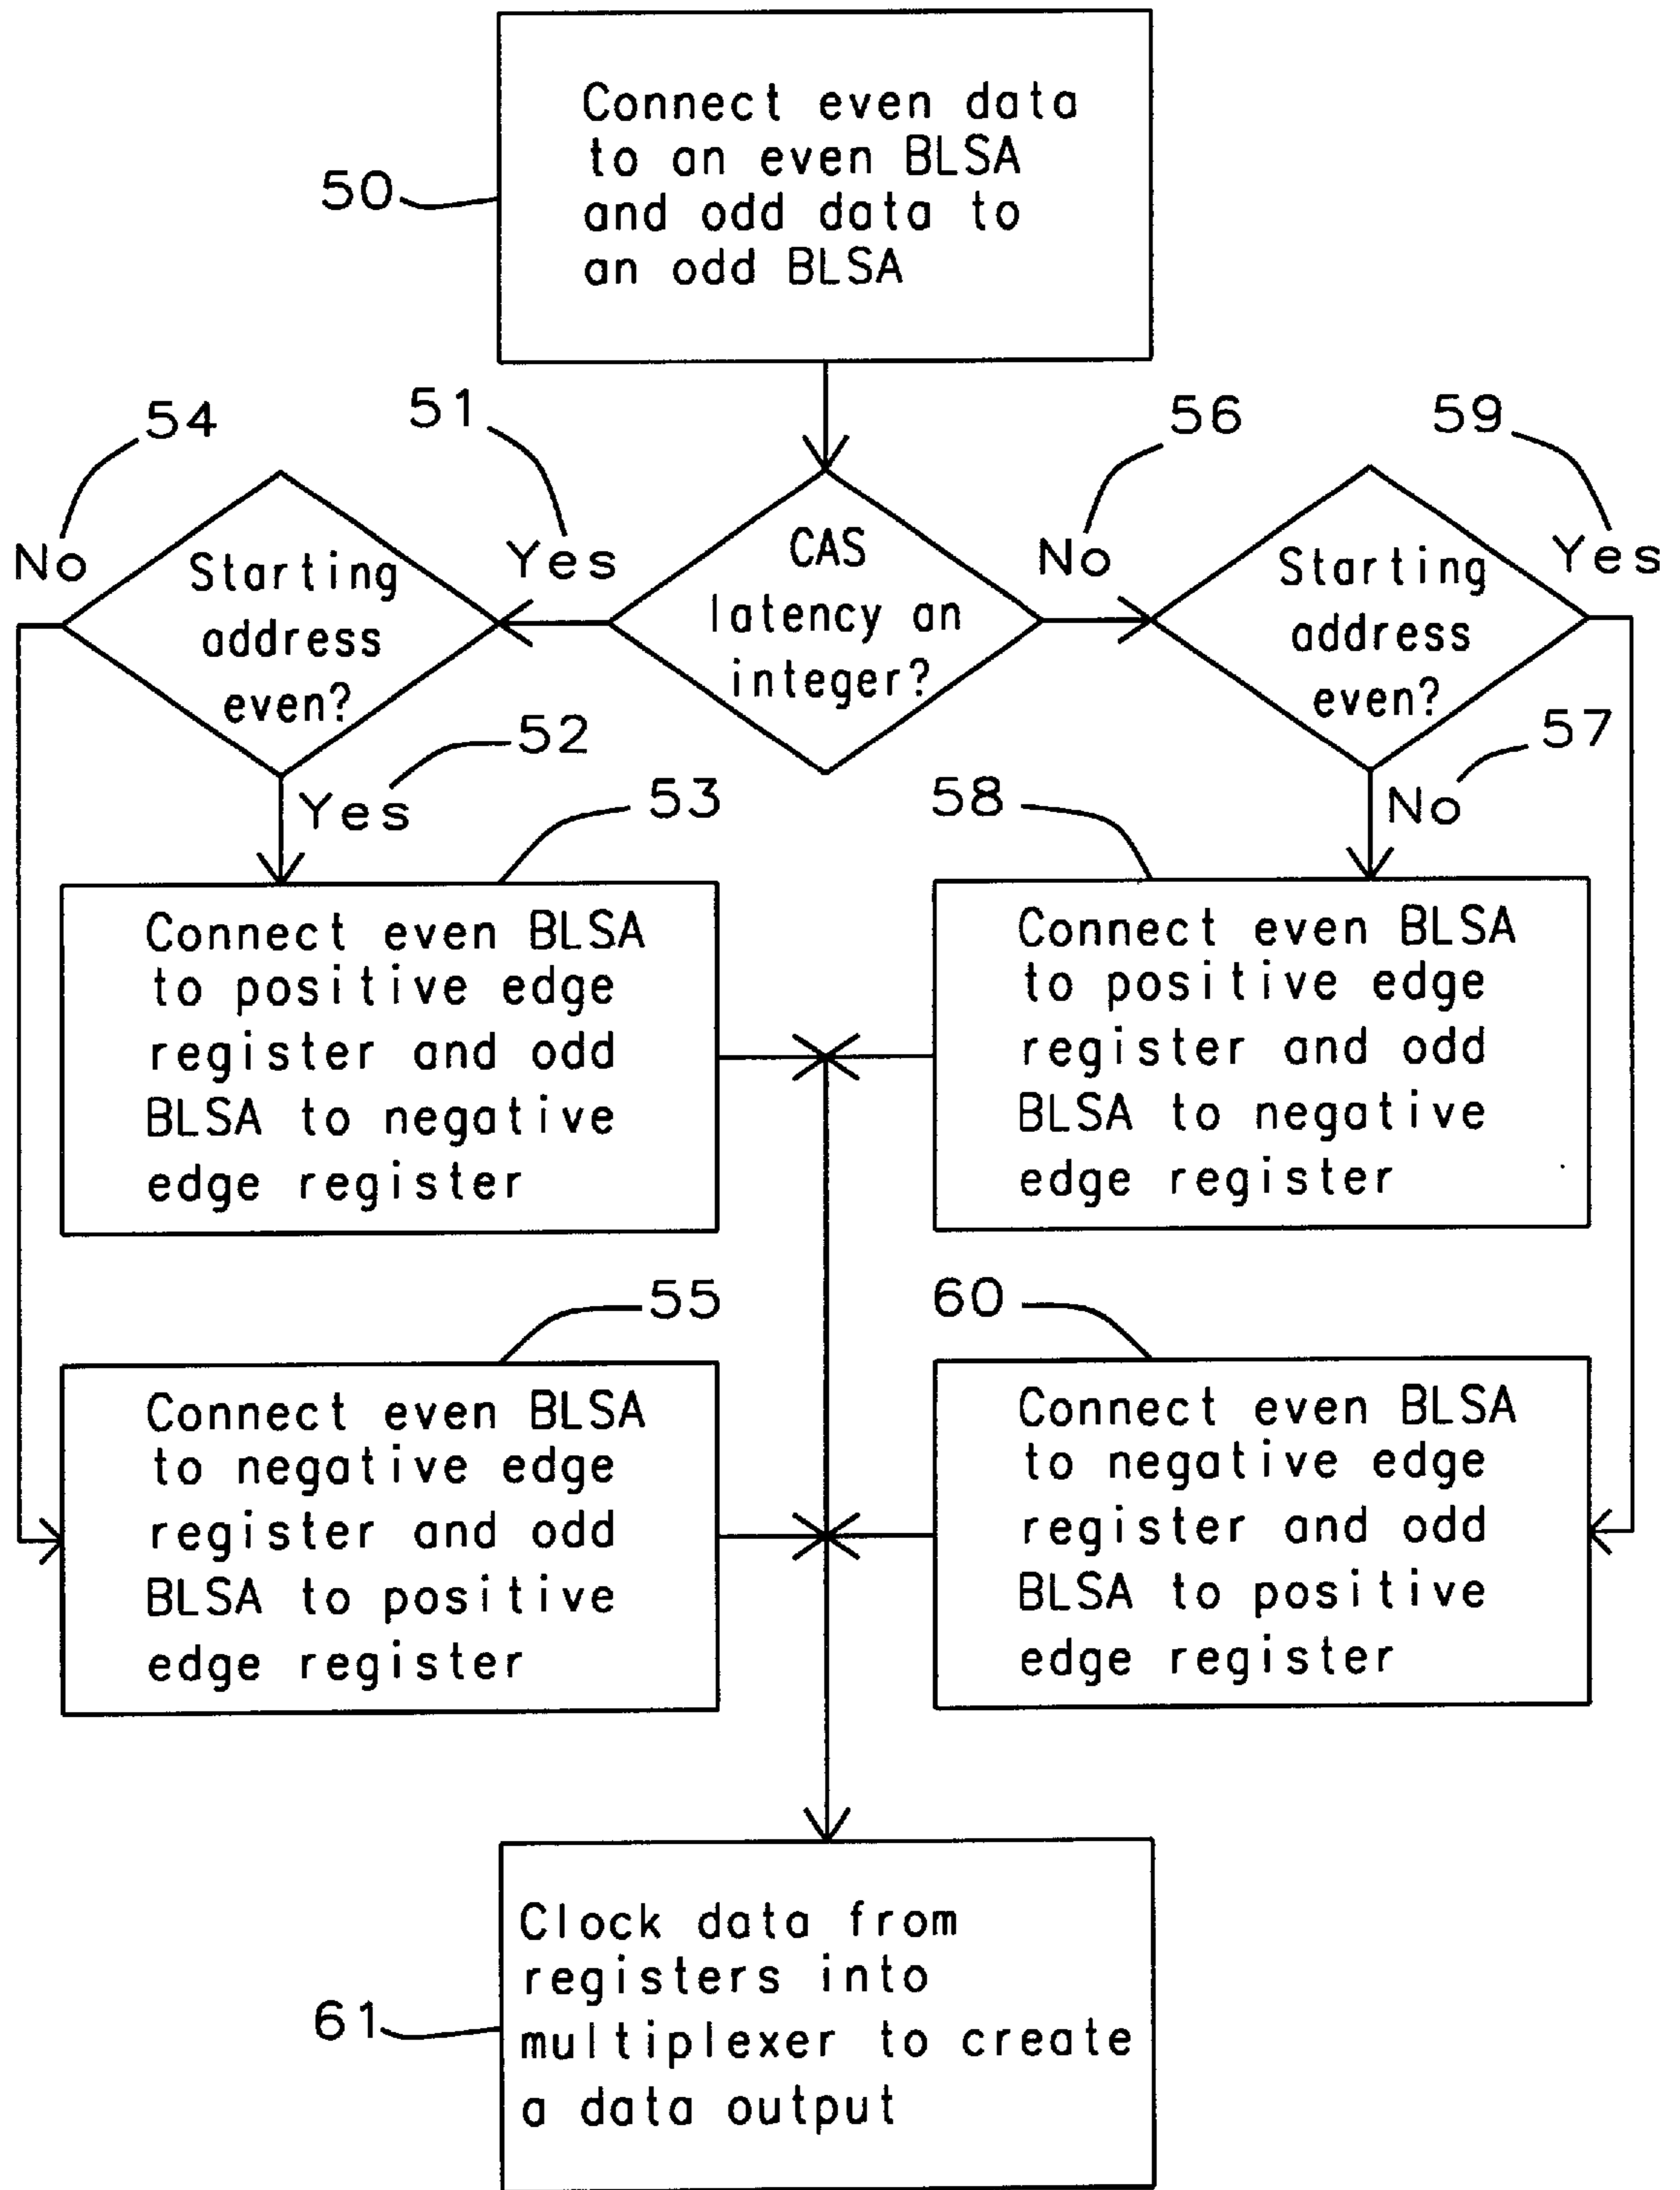 Connect even data
to an even BLSA
and odd data to
an odd BLSA
50
54
51
56
59
No
Starting
address
even?
Yes
CAS
latency an
integer?
No
Starting
address
even?
Yes
52
Yes
57
No
53
58
Connect even BLSA
to positive edge
register and odd
BLSA to negative
edge register
Connect even BLSA
to positive edge
register and odd
BLSA to negative
edge register
55
60
Connect even BLSA
to negative edge
register and odd
BLSA to positive
edge register
Connect even BLSA
to negative edge
register and odd
BLSA to positive
edge register
61
Clock data from
registers into
multiplexer to create
a data output